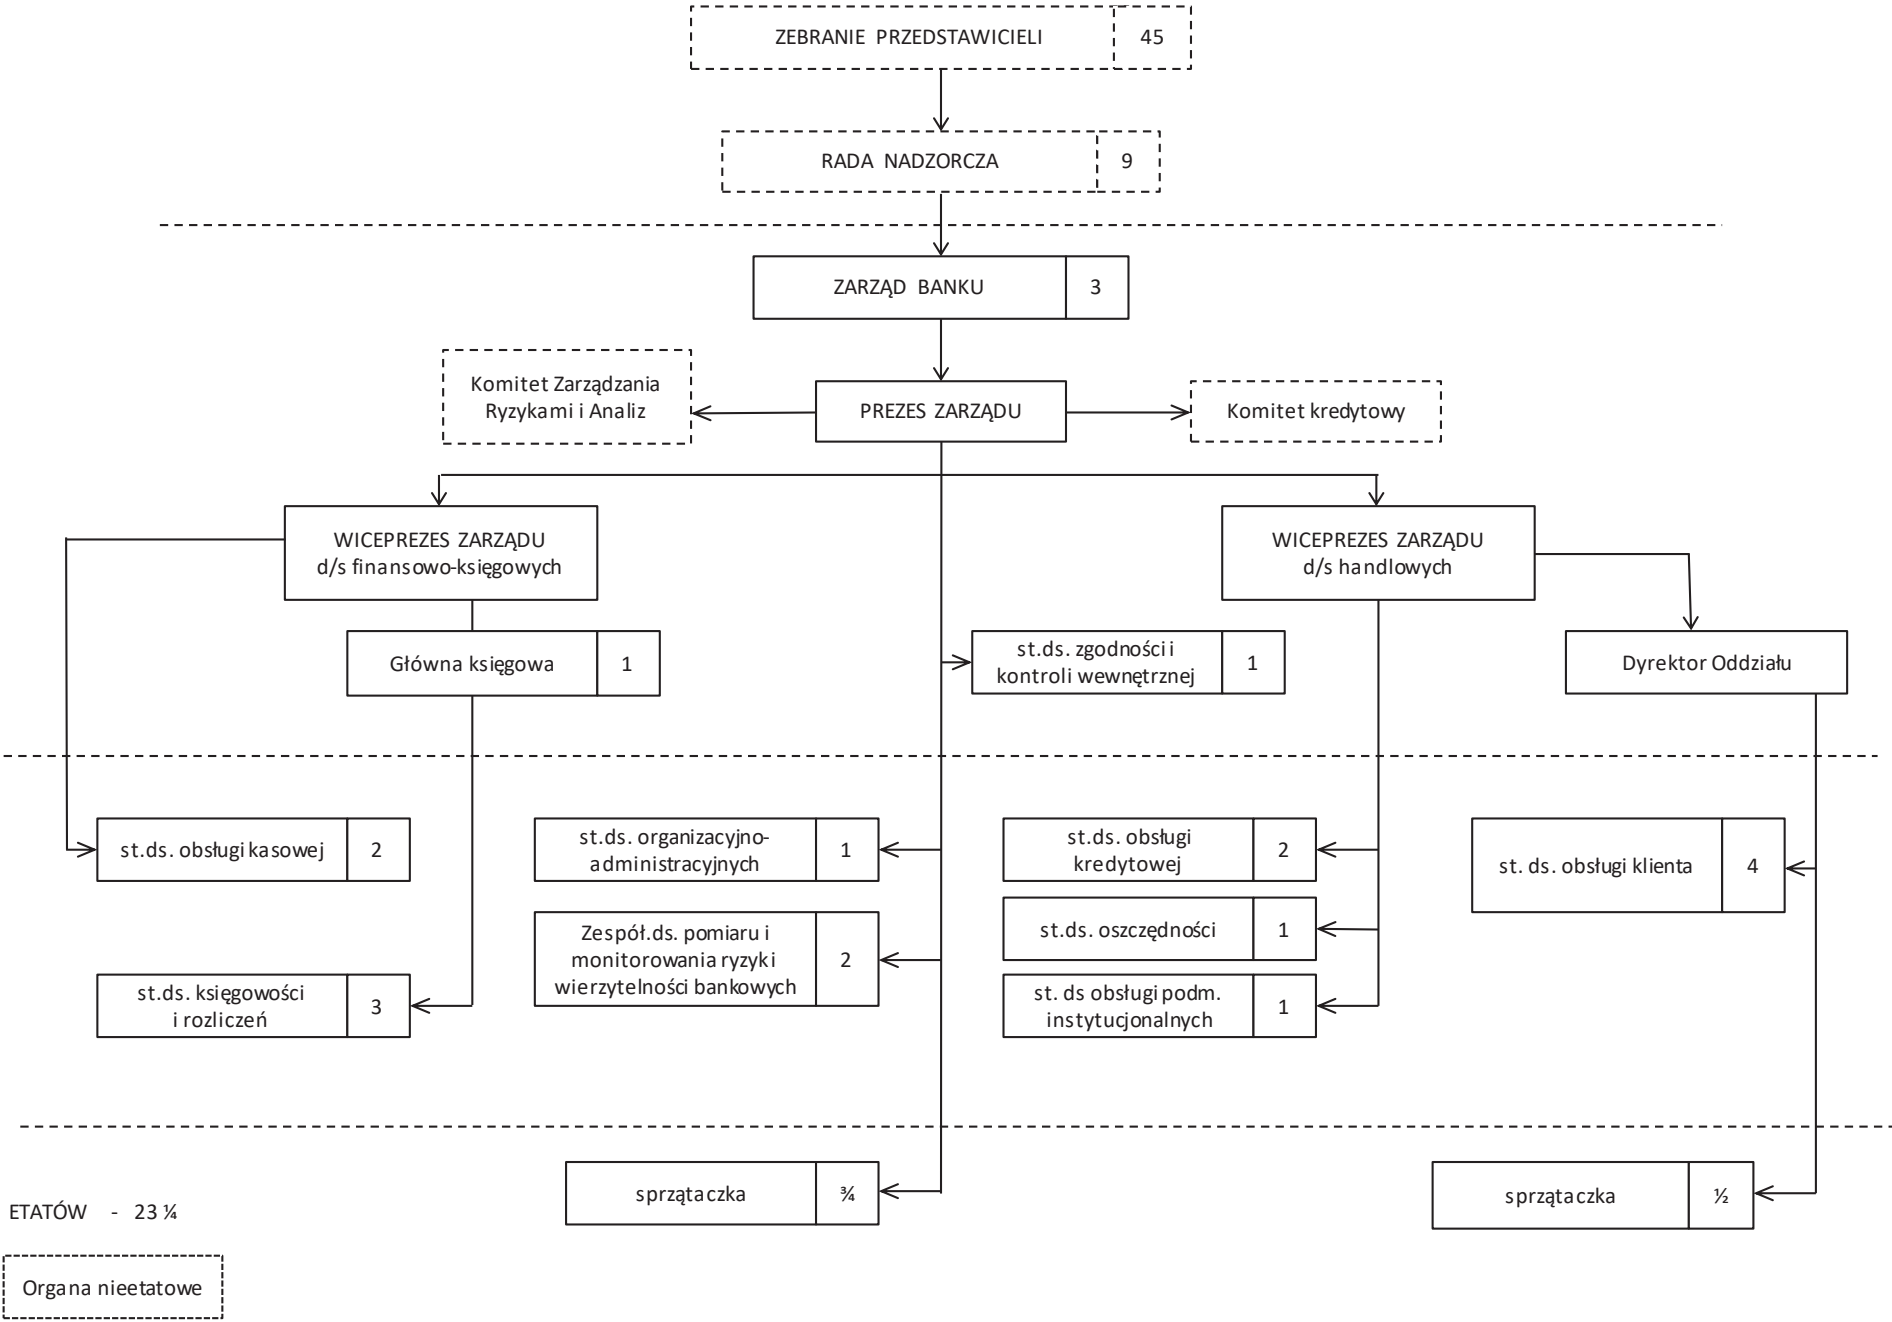 ZEBRANIE PRZEDSTAWICIELI 45
RADA NADZORCZA 9
ZARZĄD BANKU 3
Komitet Zarządzania
Ryzykami i Analiz
PREZES ZARZĄDU
Komitet kredytowy
WICEPREZES ZARZĄDU
d/s finansowo-księgowych
WICEPREZES ZARZĄDU
d/s handlowych
Główna księgowa 1
st.ds. zgodności i
kontroli wewnętrznej 1
Dyrektor Oddziału
st.ds. obsługi kasowej 2
st.ds. organizacyjno-
administracyjnych 1
st.ds. obsługi
kredytowej 2
st. ds. obsługi klienta 4
Zespół.ds. pomiaru i
monitorowania ryzyk i
wierzytelności bankowych 2
st.ds. oszczędności 1
st.ds. księgowości
i rozliczeń 3
st. ds obsługi podm.
instytucjonalnych 1
sprzątaczka ¾
sprzątaczka ½
ETATÓW - 23 ¼
Organa nieetatowe